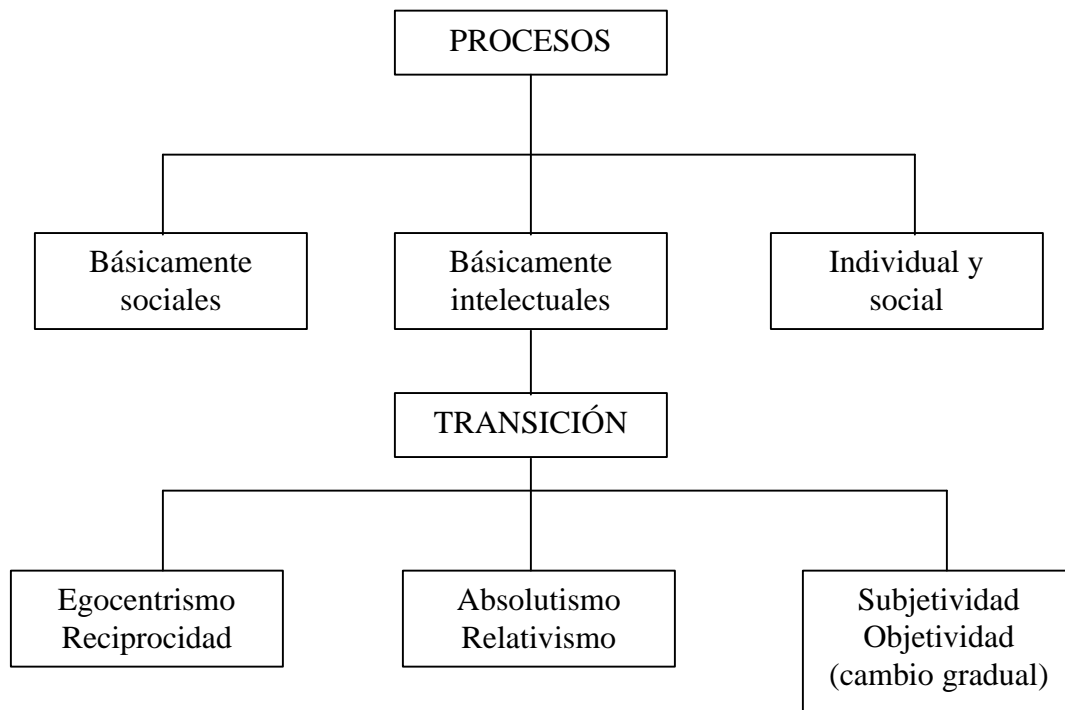 PROCESOS
Básicamente
sociales
Básicamente
intelectuales
Individual y
social
TRANSICIÓN
Egocentrismo
Reciprocidad
Absolutismo
Relativismo
Subjetividad
Objetividad
(cambio gradual)